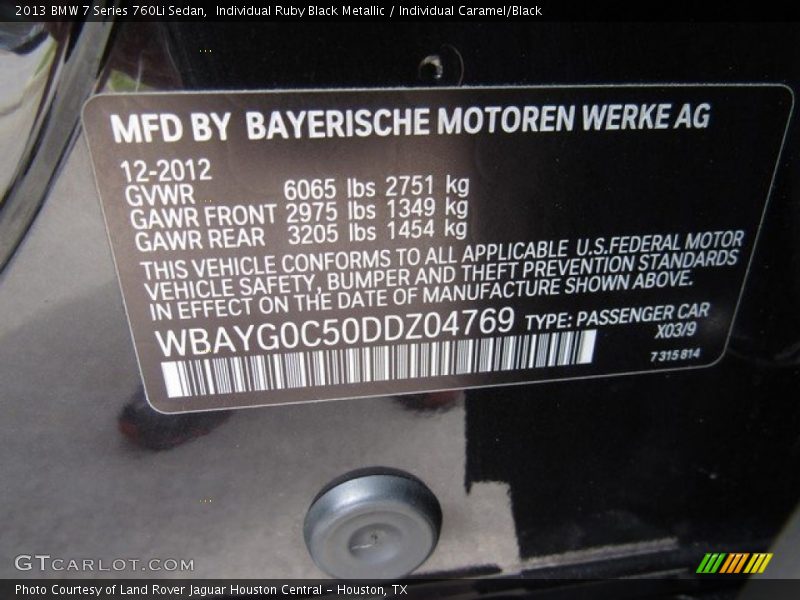 2013 BMW 7 Series 760Li Sedan,  Individual Ruby Black Metallic / Individual Caramel/Black
MFD BY BAYERISCHE MOTOREN WERKE AG
12-2012
GVWR 6065 lbs 2751 kg
GAWR FRONT 2975 lbs 1349 kg
GAWR REAR 3205 lbs 1454 kg
THIS VEHICLE CONFORMS TO ALL APPLICABLE U.S.FEDERAL MOTOR
VEHICLE SAFETY, BUMPER AND THEFT PREVENTION STANDARDS
IN EFFECT ON THE DATE OF MANUFACTURE SHOWN ABOVE.
WBAYG0C50DDZ04769 TYPE: PASSENGER CAR
X03/9
7315814
GTCARLOT.COM
Photo Courtesy of Land Rover Jaguar Houston Central - Houston, TX